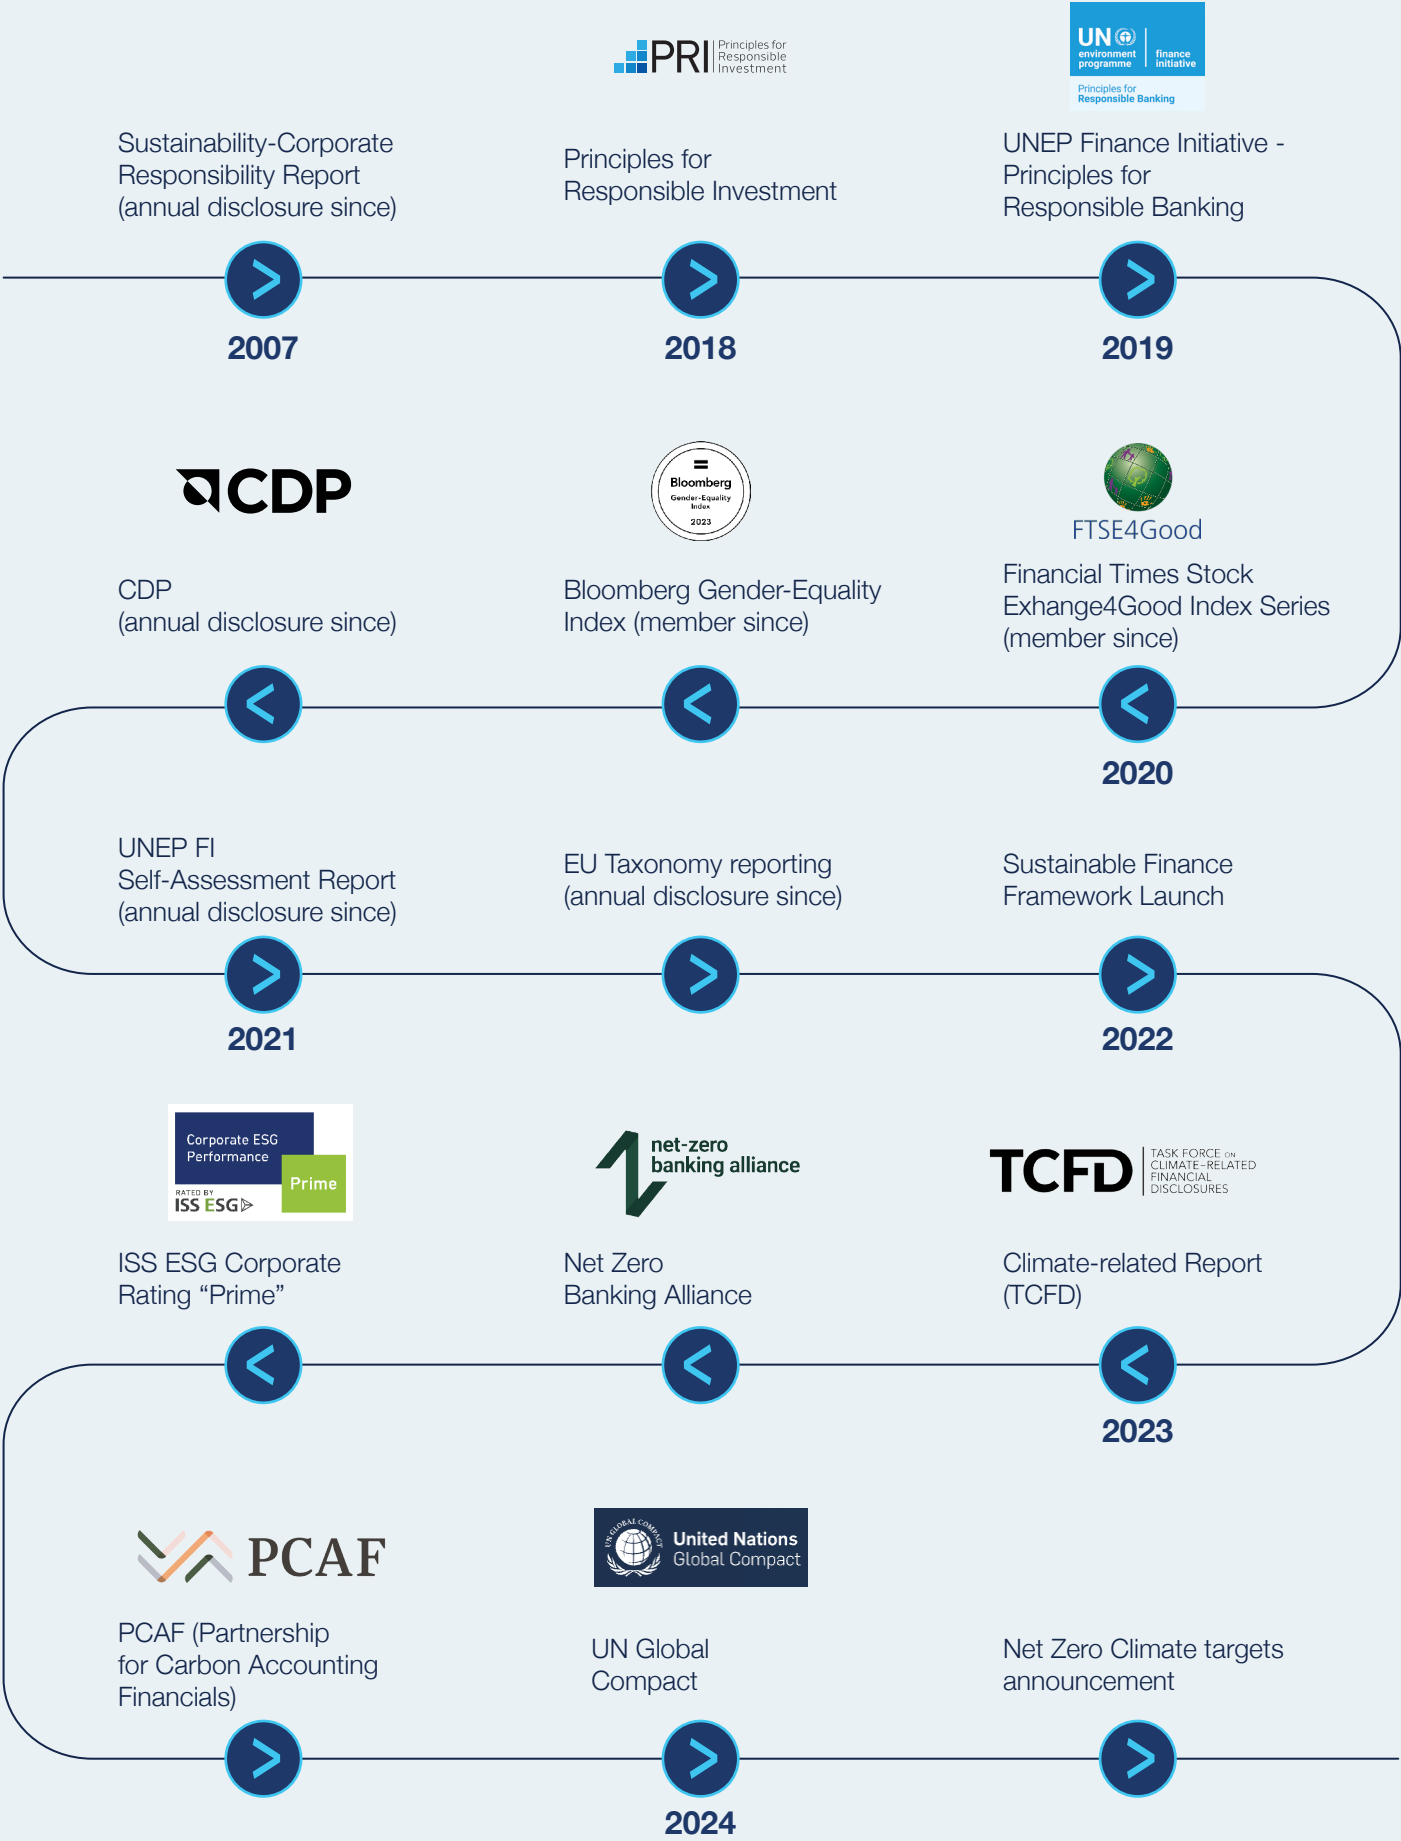 PRI Principles for
Responsible
Investment
UN
environment
programme
finance
initiative
Principles for
Responsible Banking
Sustainability-Corporate
Responsibility Report
(annual disclosure since)
Principles for
Responsible Investment
UNEP Finance Initiative -
Principles for
Responsible Banking
2007
2018
2019
CDP
Bloomberg
Gender-Equality
Index
2023
FTSE4Good
CDP
(annual disclosure since)
Bloomberg Gender-Equality
Index (member since)
Financial Times Stock
Exhange4Good Index Series
(member since)
2020
UNEP FI
Self-Assessment Report
(annual disclosure since)
EU Taxonomy reporting
(annual disclosure since)
Sustainable Finance
Framework Launch
2021
2022
Corporate ESG
Performance
Prime
RATED BY
ISS ESG
net-zero
banking alliance
TCFD
TASK FORCE ON
CLIMATE-RELATED
FINANCIAL
DISCLOSURES
ISS ESG Corporate
Rating “Prime”
Net Zero
Banking Alliance
Climate-related Report
(TCFD)
2023
PCAF
UN GLOBAL COMPACT
United Nations
Global Compact
PCAF (Partnership
for Carbon Accounting
Financials)
UN Global
Compact
Net Zero Climate targets
announcement
2024